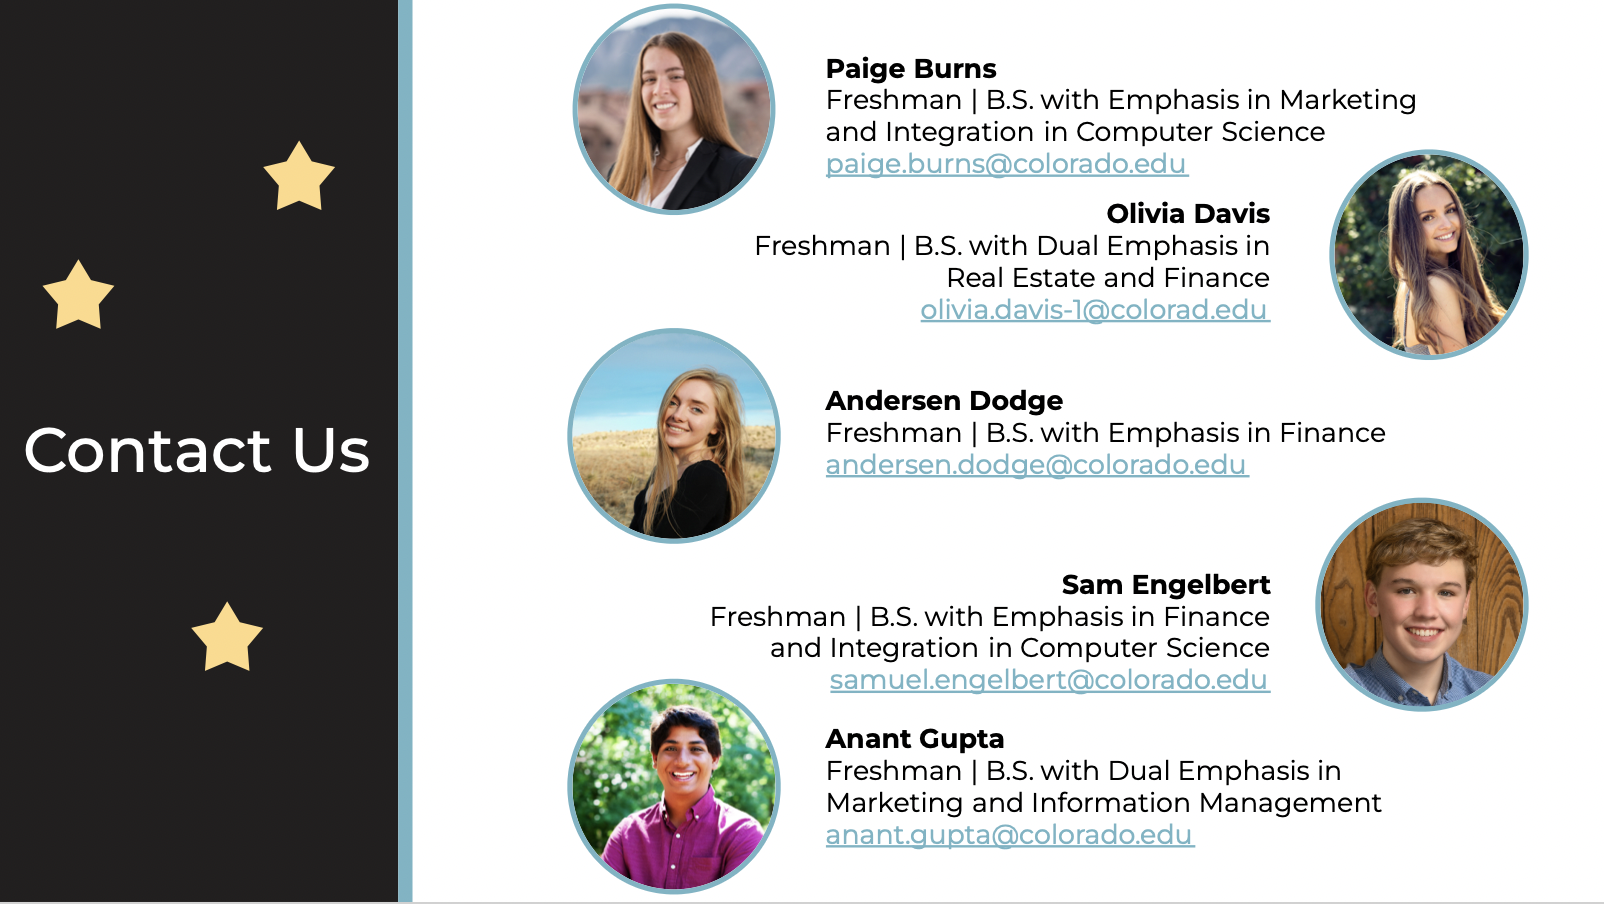 Contact Us
Paige Burns
Freshman | B.S. with Emphasis in Marketing
and Integration in Computer Science
paige.burns@colorado.edu
Olivia Davis
Freshman | B.S. with Dual Emphasis in
Real Estate and Finance
olivia.davis-1@colorad.edu
Andersen Dodge
Freshman | B.S. with Emphasis in Finance
andersen.dodge@colorado.edu
Sam Engelbert
Freshman | B.S. with Emphasis in Finance
and Integration in Computer Science
samuel.engelbert@colorado.edu
Anant Gupta
Freshman | B.S. with Dual Emphasis in
Marketing and Information Management
anant.gupta@colorado.edu